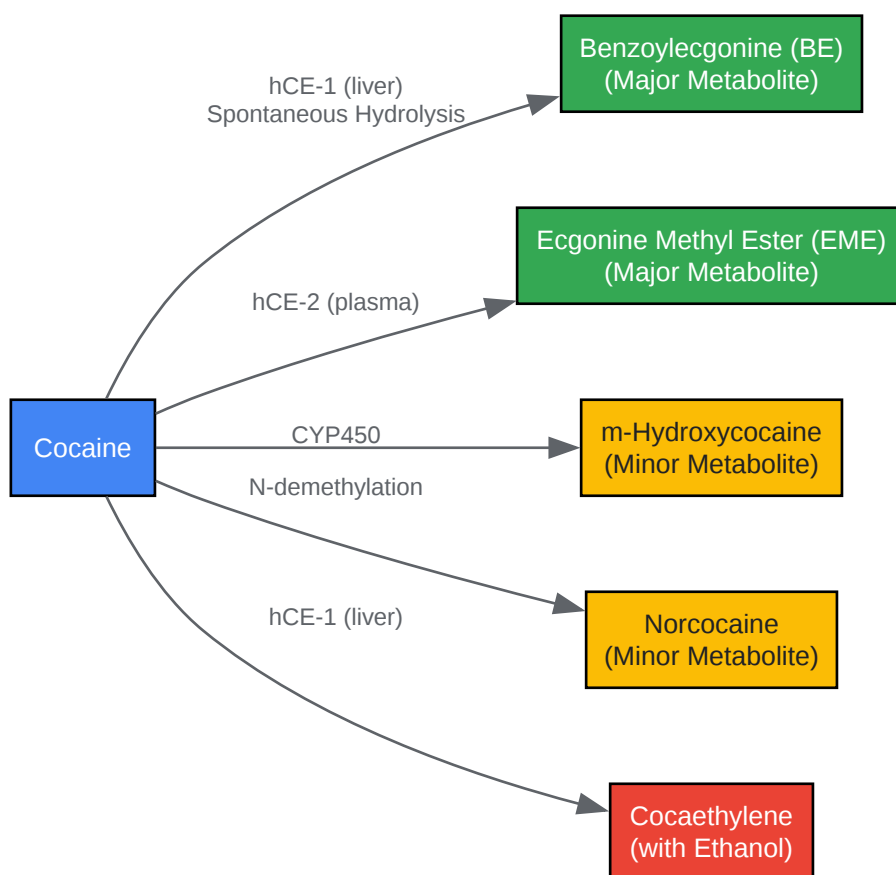 Benzoylecgonine (BE)
(Major Metabolite)
hCE-1 (liver)
Spontaneous Hydrolysis
Ecgonine Methyl Ester (EME)
(Major Metabolite)
hCE-2 (plasma)
Cocaine
CYP450
m-Hydroxycocaine
(Minor Metabolite)
N-demethylation
Norcocaine
(Minor Metabolite)
hCE-1 (liver)
Cocaethylene
(with Ethanol)